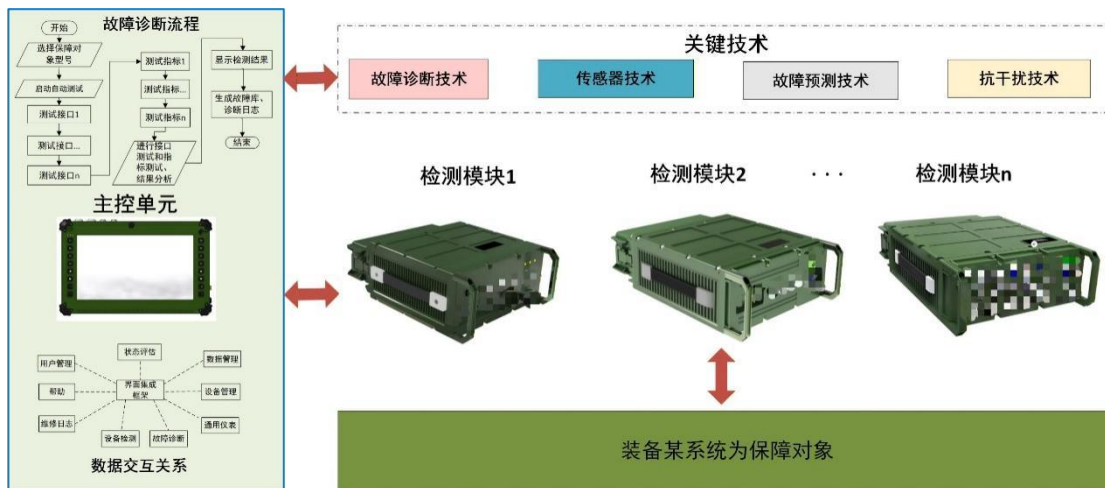 故障诊断流程
开始
选择保障对
象型号
启动自动测试
测试接口1
测试接口...
测试接口n
测试指标1
测试指标...
测试指标n
进行接口
测试和指
标测试、
结果分析
显示检测结果
生成故障库、
诊断日志
结束
主控单元
状态评估
用户管理
数据管理
帮助
界面集成
框架
设备管理
维修日志
通用仪表
设备检测
故障诊断
数据交互关系
关键技术
故障诊断技术
传感器技术
故障预测技术
抗干扰技术
检测模块1
检测模块2
· · ·
检测模块n
装备某系统为保障对象